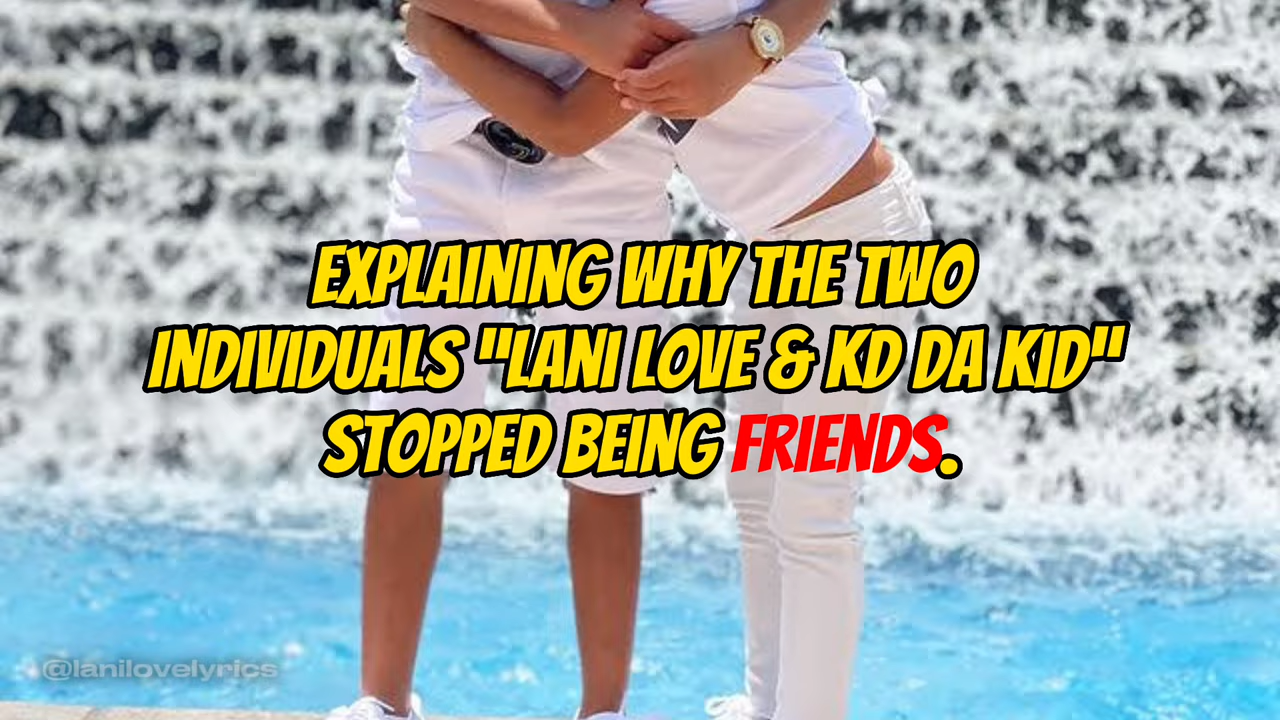 EXPLAINING WHY THE TWO
INDIVIDUALS "LANI LOVE & KD DA KID"
STOPPED BEING FRIENDS.
@lanilovelyrics